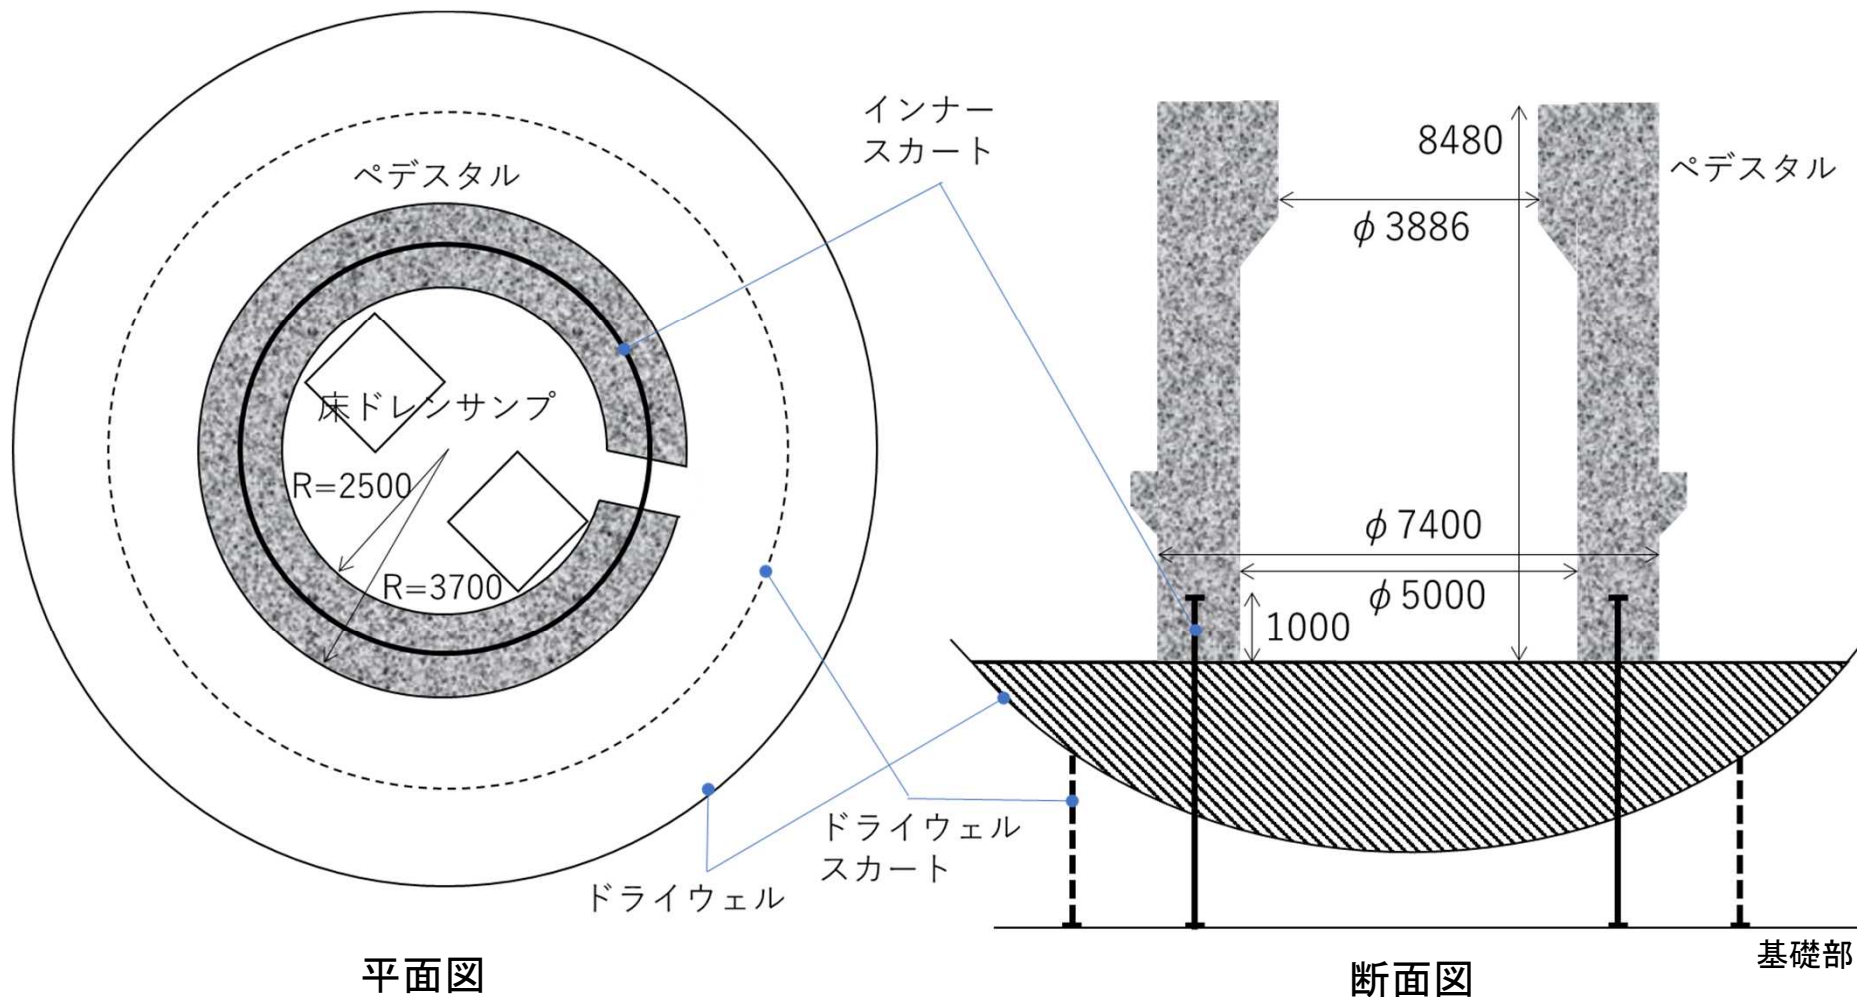 インナー
スカート
ペデスタル
床ドレンサンプ
R=2500
R=3700
ドライウェル
スカート
ドライウェル
平面図
8480
ペデスタル
φ3886
φ7400
φ5000
1000
基礎部
断面図